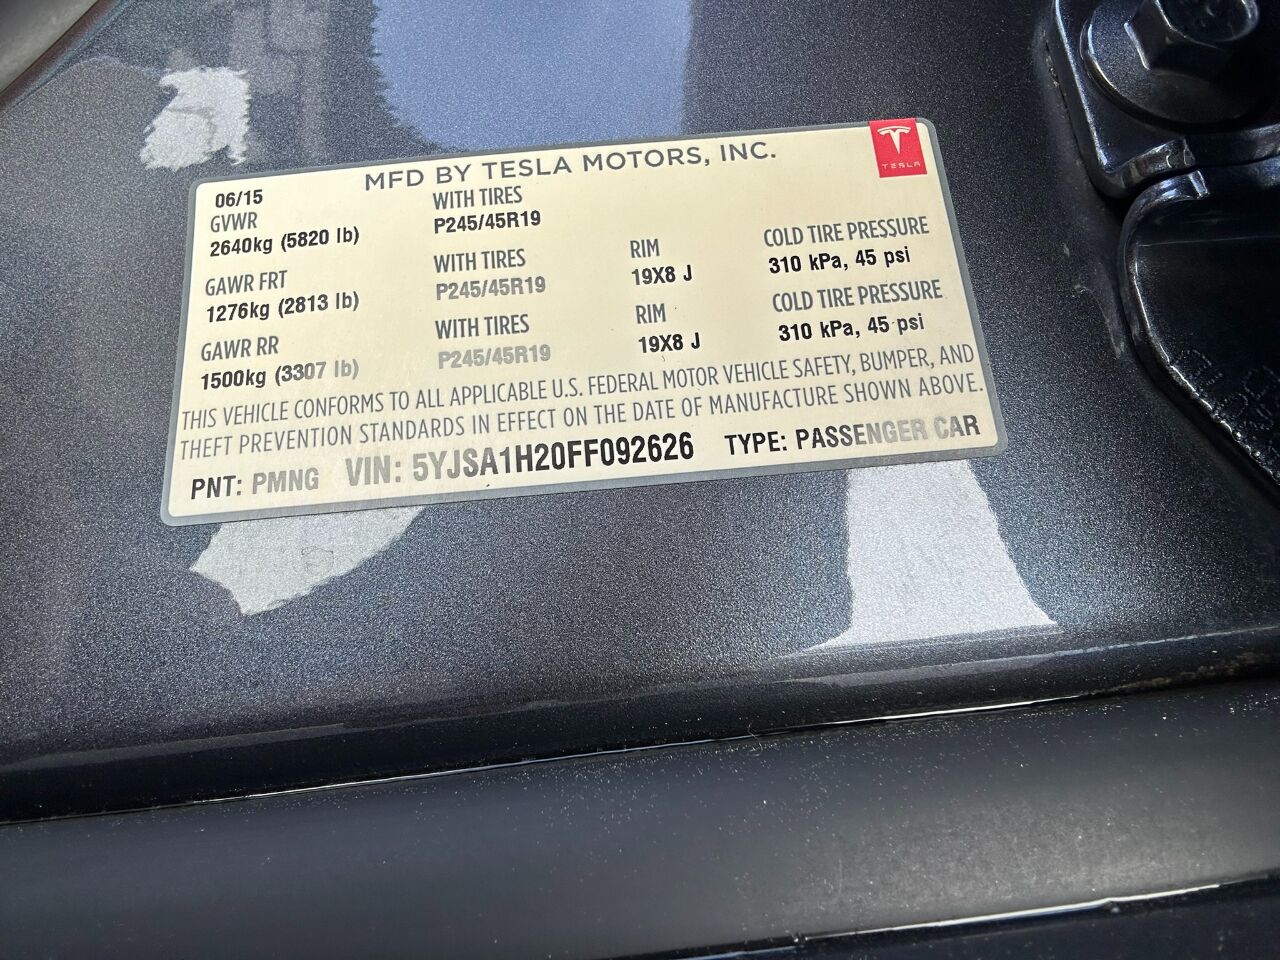 MFD BY TESLA MOTORS, INC.
TESLA
06/15
GVWR WITH TIRES
2640kg (5820 lb) P245/45R19
GAWR FRT WITH TIRES RIM COLD TIRE PRESSURE
1276kg (2813 lb) P245/45R19 19X8 J 310 kPa, 45 psi
GAWR RR WITH TIRES RIM COLD TIRE PRESSURE
1500kg (3307 lb) P245/45R19 19X8 J 310 kPa, 45 psi
THIS VEHICLE CONFORMS TO ALL APPLICABLE U.S. FEDERAL MOTOR VEHICLE SAFETY, BUMPER, AND
THEFT PREVENTION STANDARDS IN EFFECT ON THE DATE OF MANUFACTURE SHOWN ABOVE.
PNT: PMNG VIN: 5YJSA1H20FF092626 TYPE: PASSENGER CAR